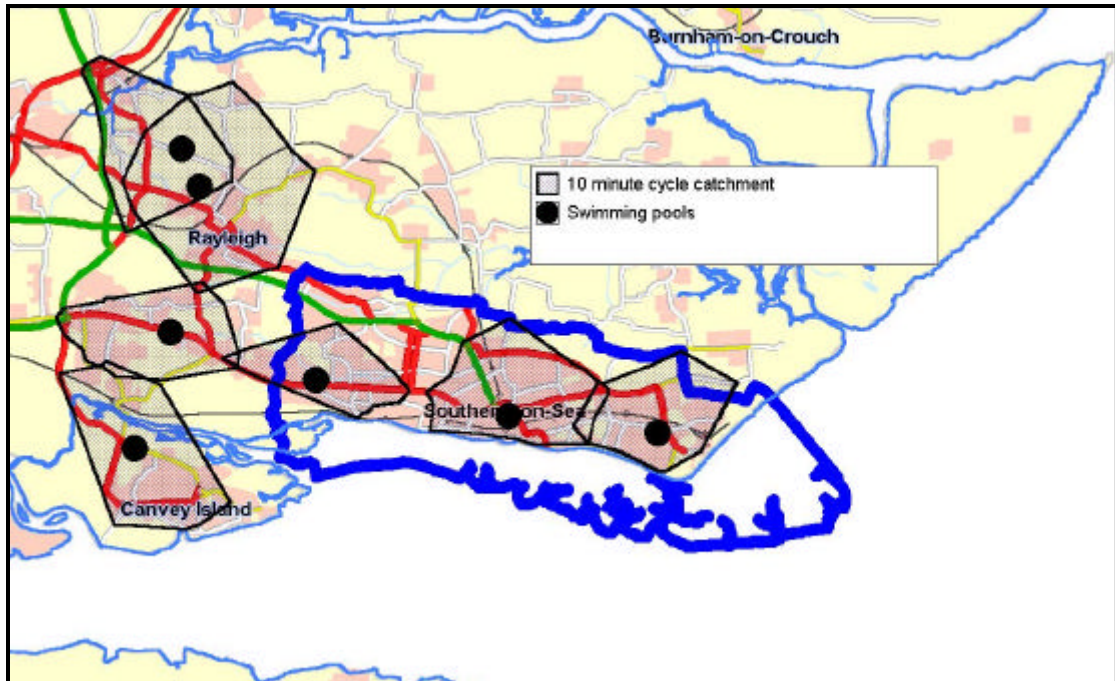 Burnham-on-Crouch
10 minute cycle catchment
Swimming pools
Rayleigh
Southend-on-Sea
Canvey Island